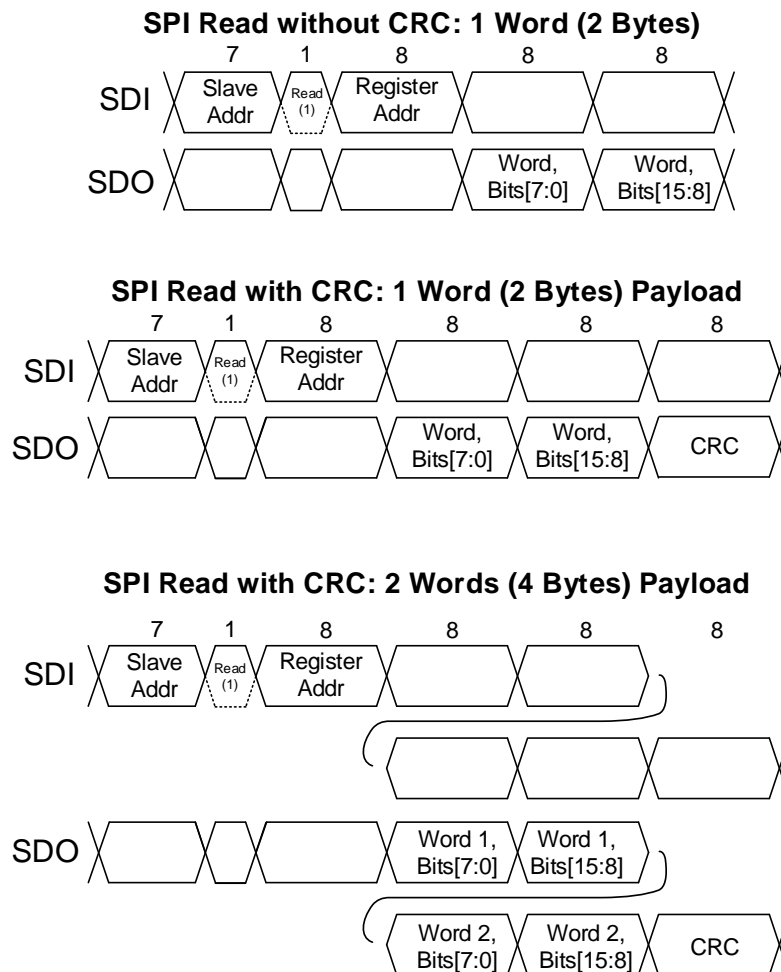 SPI Read without CRC: 1 Word (2 Bytes)
7 1 8 8 8
SDI Slave Addr Read (1) Register Addr
SDO Word, Bits[7:0] Word, Bits[15:8]
SPI Read with CRC: 1 Word (2 Bytes) Payload
7 1 8 8 8 8
SDI Slave Addr Read (1) Register Addr
SDO Word, Bits[7:0] Word, Bits[15:8] CRC
SPI Read with CRC: 2 Words (4 Bytes) Payload
7 1 8 8 8 8
SDI Slave Addr Read (1) Register Addr
SDO Word 1, Bits[7:0] Word 1, Bits[15:8]
Word 2, Bits[7:0] Word 2, Bits[15:8] CRC